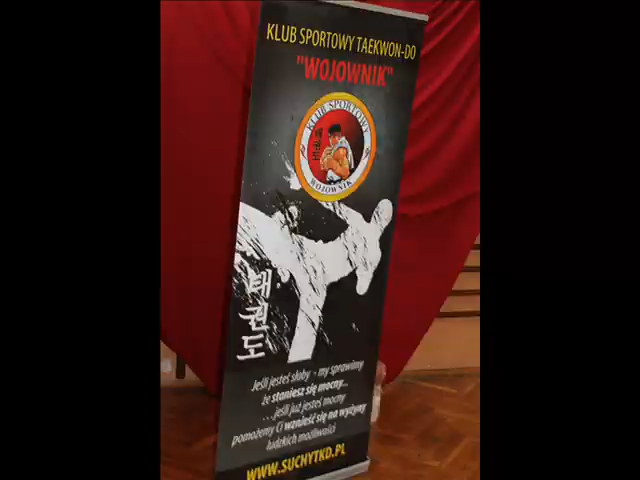 KLUB SPORTOWY TAEKWON-DO
"WOJOWNIK"
KLUB SPORTOWY
WOJOWNIK
태권도
Jeśli jesteś słaby - my sprawimy
że staniesz się mocny...
...jeśli już jesteś mocny
pomożemy Ci wznieść się na wyżyny
ludzkich możliwości
WWW.SUCHYTKD.PL